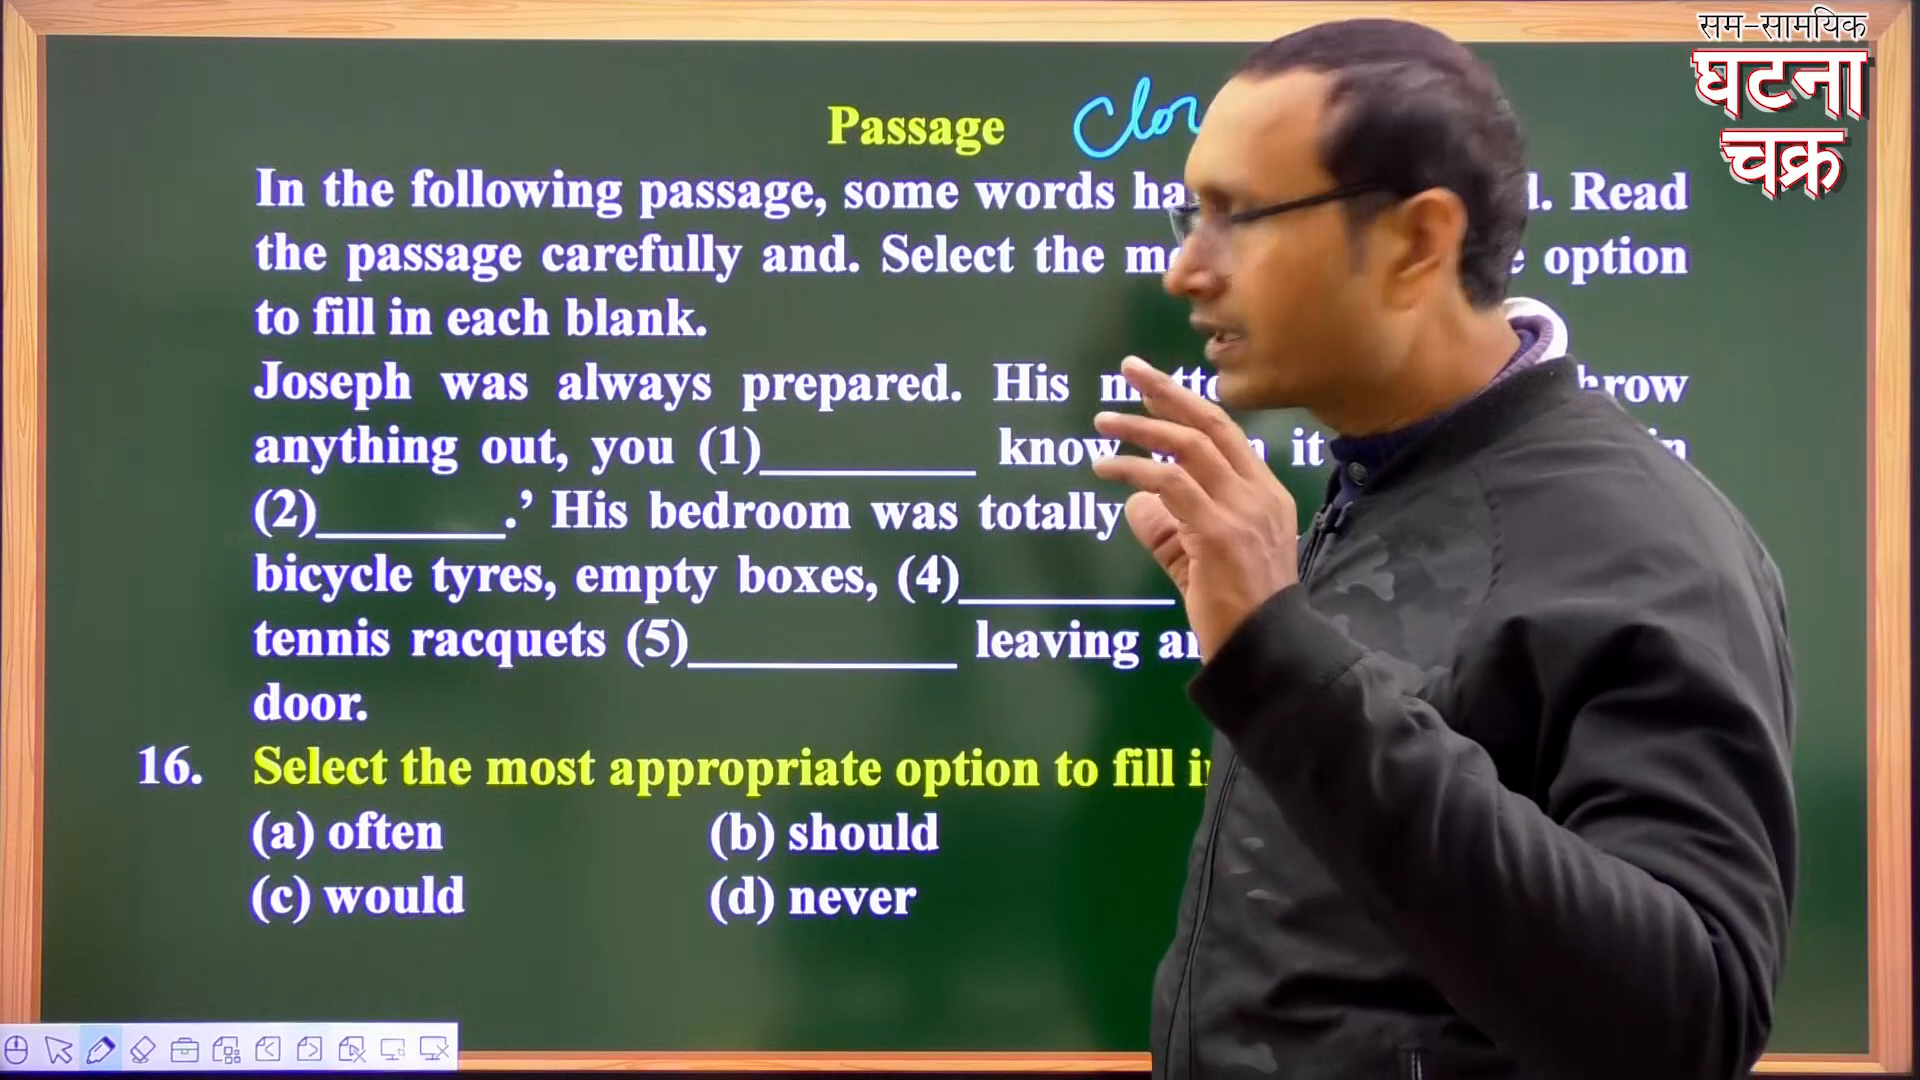 सम-सामयिक
घटना
चक्र
Passage
In the following passage, some words Read
the passage carefully and. Select the option
to fill in each blank.
Joseph was always prepared. His
anything out, you (1)________ know it
(2)_______.’ His bedroom was totally
bicycle tyres, empty boxes, (4)________
tennis racquets (5)__________ leaving
door.
16. Select the most appropriate option to fill
(a) often (b) should
(c) would (d) never